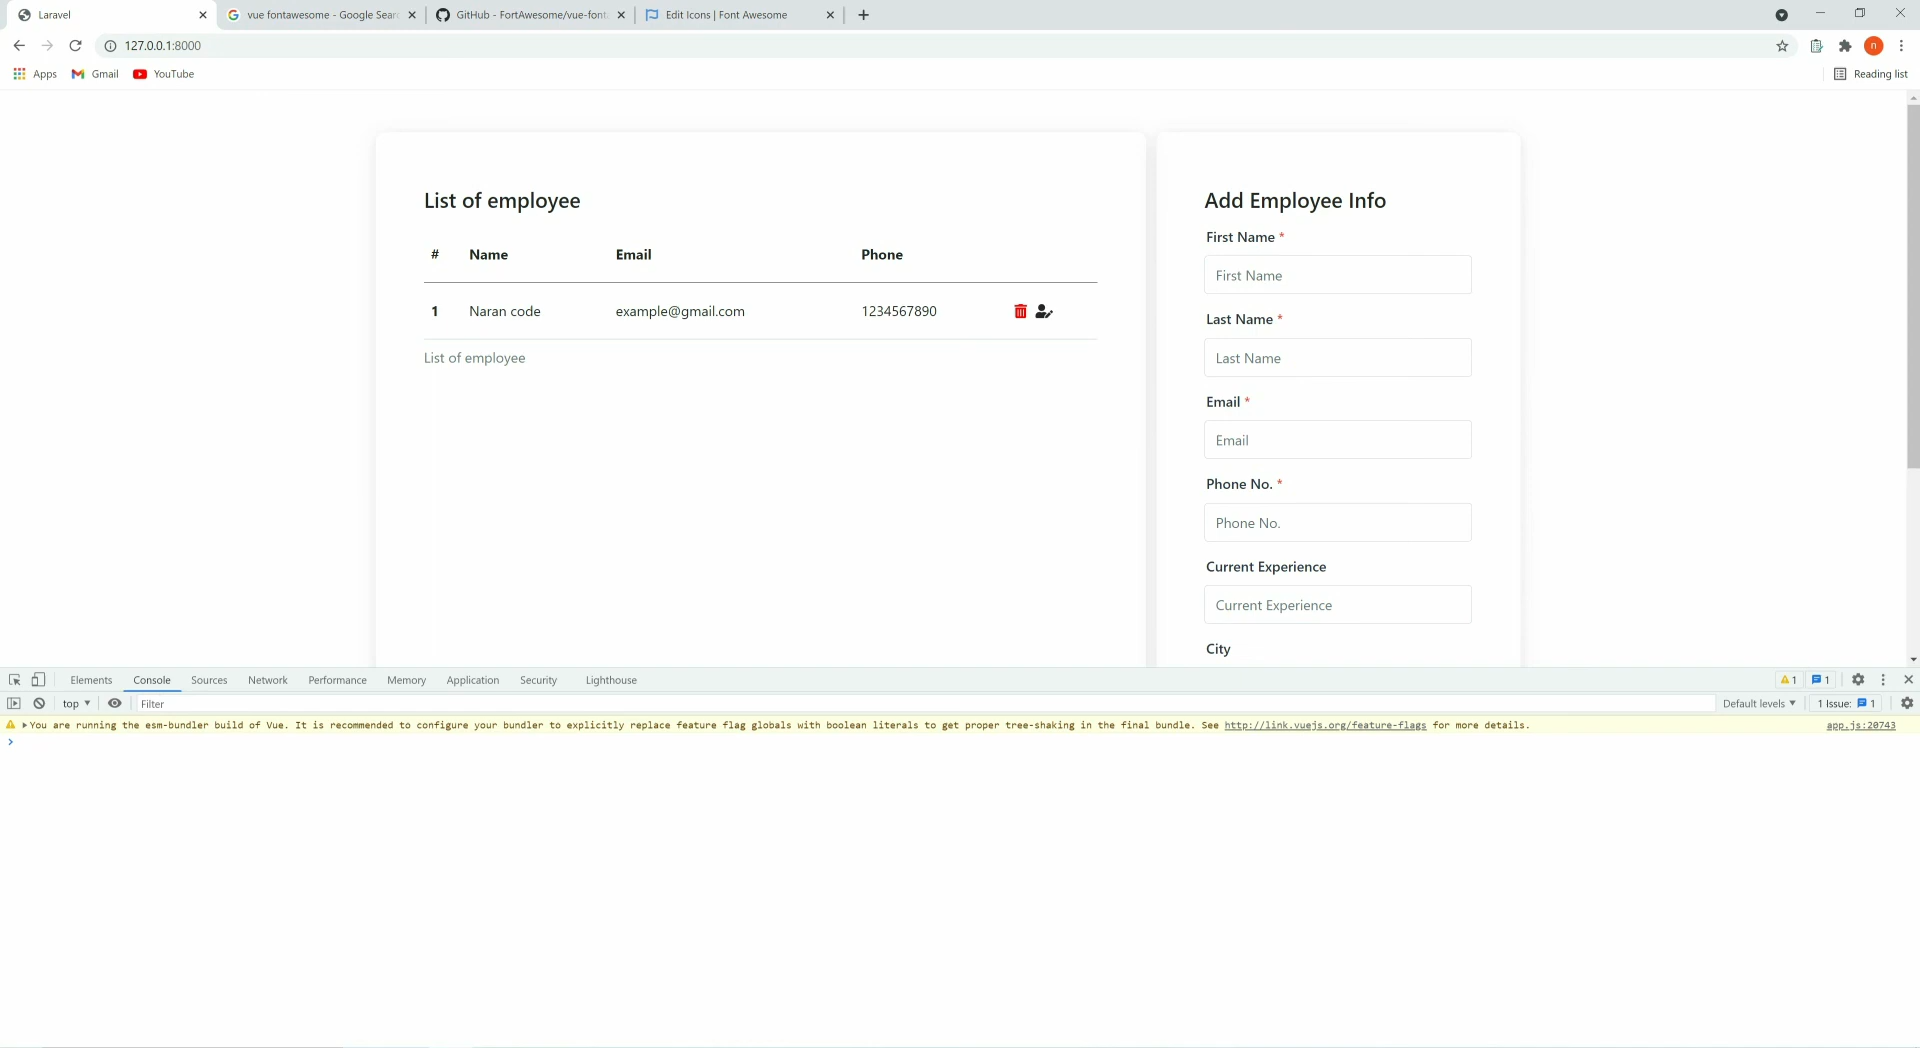 Laravel
vue fontawesome - Google Sear
GitHub - FortAwesome/vue-font
Edit Icons | Font Awesome
127.0.0.1:8000
n
Apps
Gmail
YouTube
Reading list
List of employee
# Name Email Phone
1 Naran code example@gmail.com 1234567890
List of employee
Add Employee Info
First Name *
First Name
Last Name *
Last Name
Email *
Email
Phone No. *
Phone No.
Current Experience
Current Experience
City
Elements Console Sources Network Performance Memory Application Security Lighthouse
1 1
top Filter Default levels 1 Issue: 1
You are running the esm-bundler build of Vue. It is recommended to configure your bundler to explicitly replace feature flag globals with boolean literals to get proper tree-shaking in the final bundle. See http://link.vuejs.org/feature-flags for more details. app.js:20743